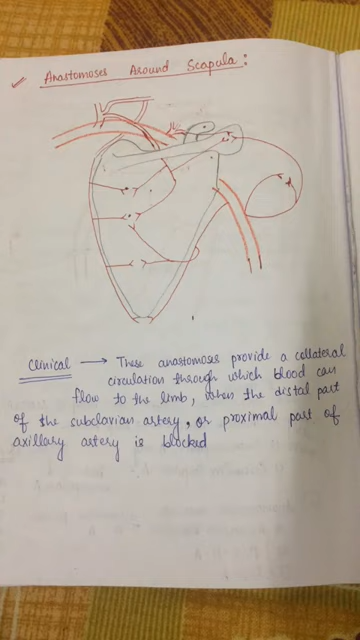 Anastomoses Around Scapula:
Clinical → These anastomoses provide a collateral
circulation through which blood can
flow to the limb, when the distal part
of the subclavian artery, or proximal part of
axillary artery is blocked